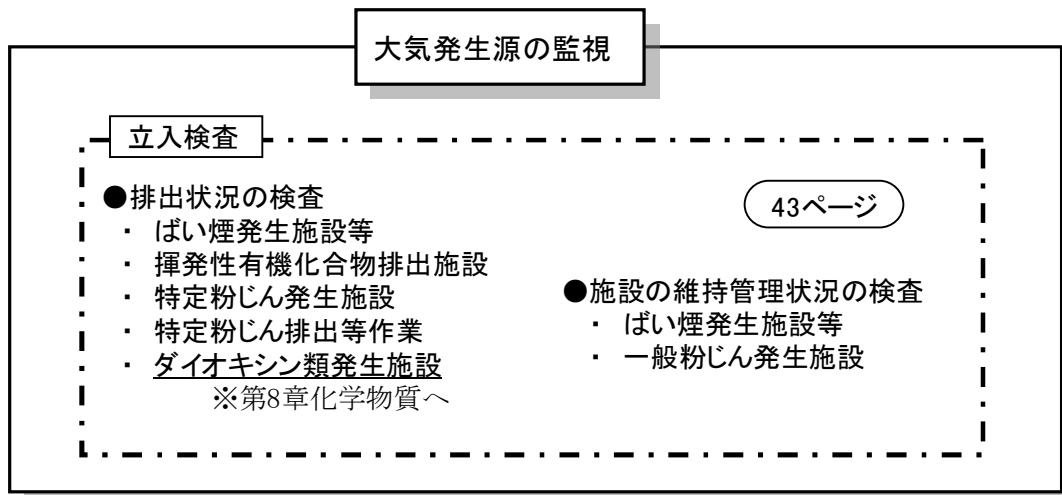 大気発生源の監視
立入検査
●排出状況の検査
・ ばい煙発生施設等
・ 揮発性有機化合物排出施設
・ 特定粉じん発生施設
・ 特定粉じん排出等作業
・ ダイオキシン類発生施設
※第8章化学物質へ
43ページ
●施設の維持管理状況の検査
・ ばい煙発生施設等
・ 一般粉じん発生施設